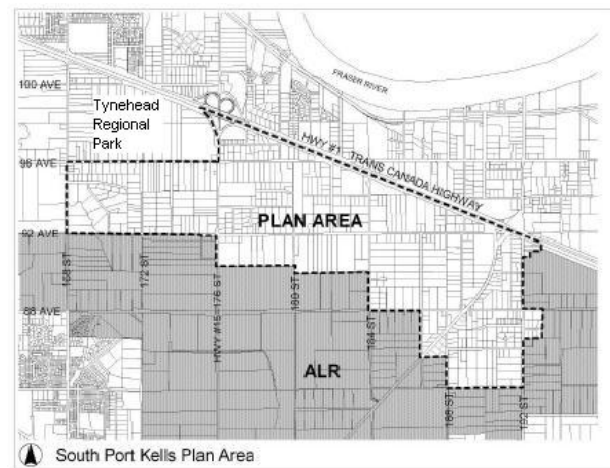 100 AVE
FRASER RIVER
Tynehead
Regional
Park
HWY #1 - TRANS CANADA HIGHWAY
96 AVE
PLAN AREA
92 AVE
168 ST
172 ST
HWY #15- 176 ST
180 ST
184 ST
88 AVE
ALR
188 ST
192 ST
South Port Kells Plan Area